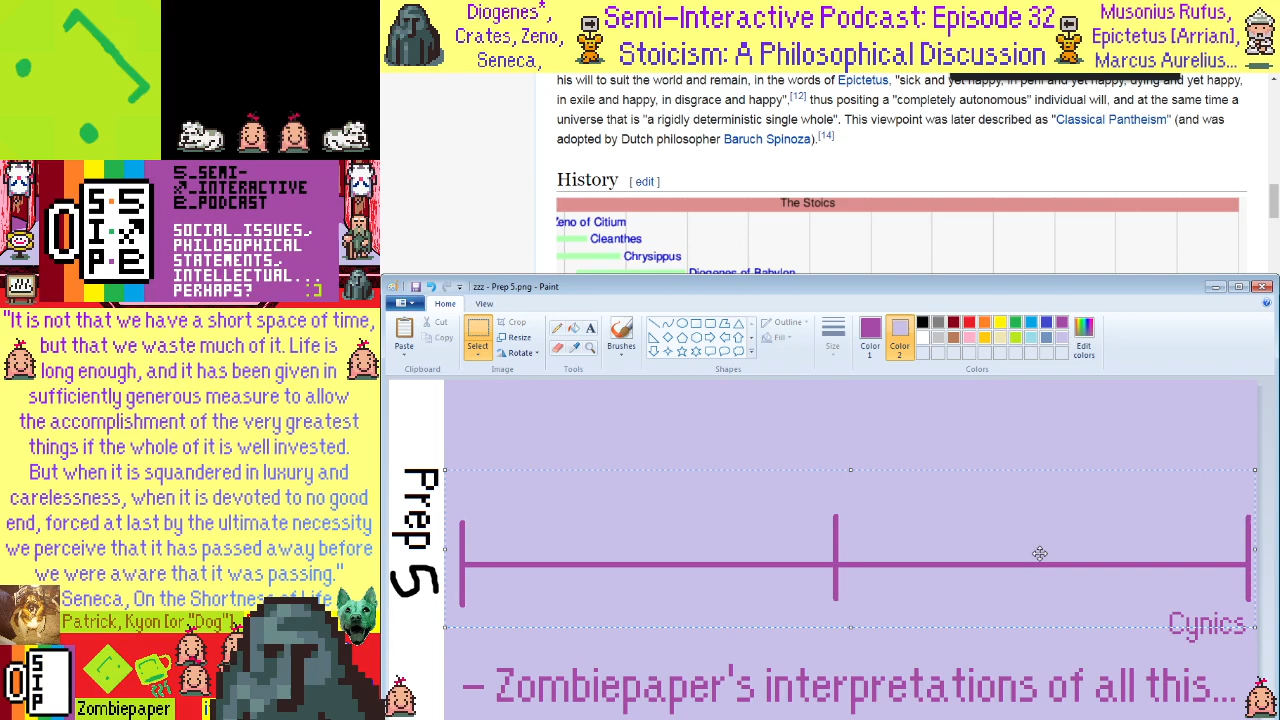 Diogenes*,
Crates, Zeno,
Seneca,
Semi-Interactive Podcast: Episode 32
Stoicism: A Philosophical Discussion
Musonius Rufus,
Epictetus [Arrian],
Marcus Aurelius...
S_SEMI-
_INTERACTIVE
_PODCAST
SOCIAL_ISSUES,
PHILOSOPHICAL
STATEMENTS,
INTELLECTUAL...
PERHAPS? :)
"It is not that we have a short space of time,
but that we waste much of it. Life is
long enough, and it has been given in
sufficiently generous measure to allow
the accomplishment of the very greatest
things if the whole of it is well invested.
But when it is squandered in luxury and
carelessness, when it is devoted to no good
end, forced at last by the ultimate necessity
we perceive that it has passed away before
we were aware that it was passing."
Seneca, On the Shortness of Life
Patrick, Kyon [or "Dog"]
SIP
Zombiepaper
his will to suit the world and remain, in the words of Epictetus, "sick and yet happy, in peril and yet happy, dying and yet happy,
in exile and happy, in disgrace and happy",[12] thus positing a "completely autonomous" individual will, and at the same time a
universe that is "a rigidly deterministic single whole". This viewpoint was later described as "Classical Pantheism" (and was
adopted by Dutch philosopher Baruch Spinoza).[14]
History [ edit ]
The Stoics
Zeno of Citium
Cleanthes
Chrysippus
Diogenes of Babylon
zzz - Prep 5.png - Paint
Home View
Paste
Cut
Copy
Clipboard
Select
Crop
Resize
Rotate
Image
Tools
Brushes
Shapes
Outline
Fill
Size
Color 1
Color 2
Colors
Edit colors
Prep 5
Cynics
- Zombiepaper's interpretations of all this...